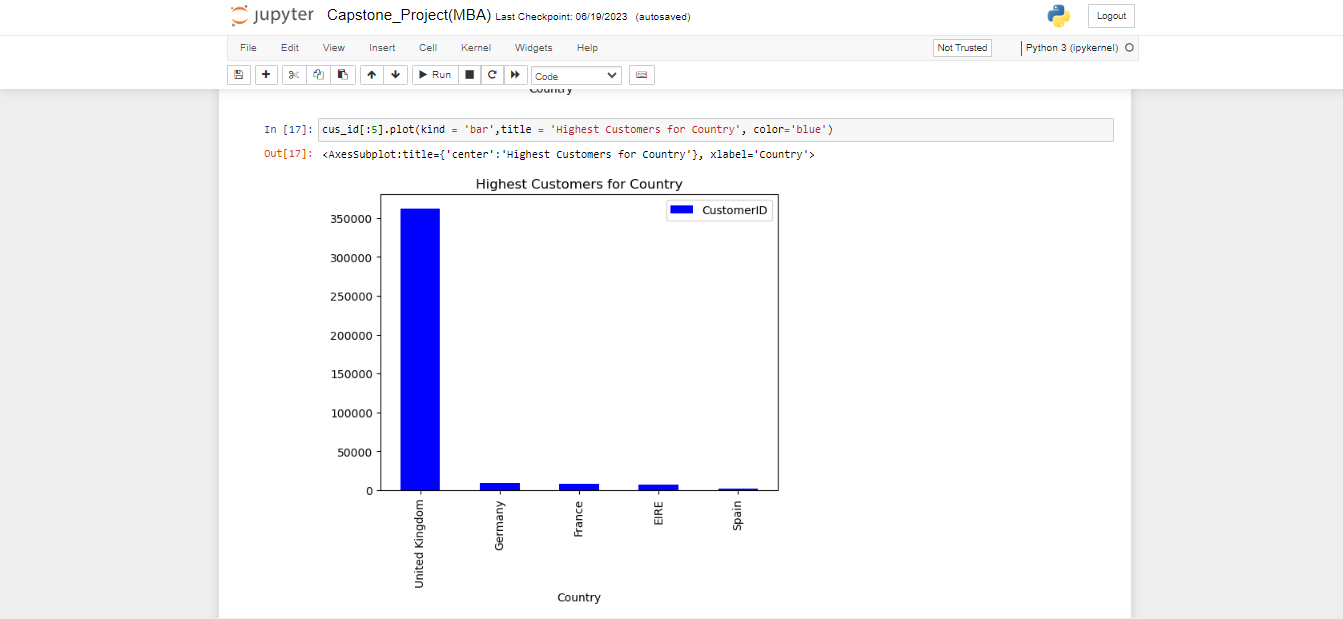 jupyter Capstone_Project(MBA) Last Checkpoint: 06/19/2023 (autosaved) Logout
File Edit View Insert Cell Kernel Widgets Help Not Trusted Python 3 (ipykernel)
Run Code
Country
In [17]: cus_id[:5].plot(kind = 'bar',title = 'Highest Customers for Country', color='blue')
Out[17]: <AxesSubplot:title={'center':'Highest Customers for Country'}, xlabel='Country'>
Highest Customers for Country
CustomerID
350000
300000
250000
200000
150000
100000
50000
0
United Kingdom
Germany
France
EIRE
Spain
Country